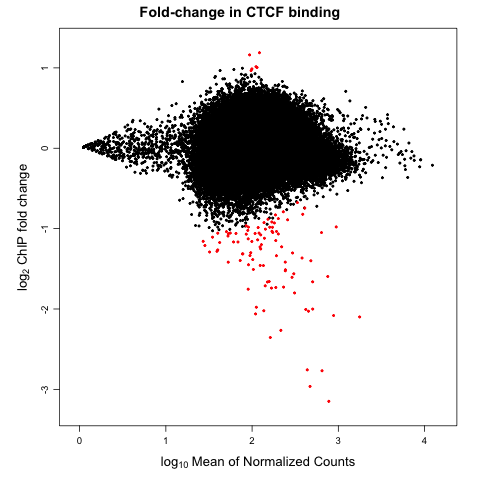 Fold-change in CTCF binding
log2 ChIP fold change
1
0
-1
-2
-3
0 1 2 3 4
log10 Mean of Normalized Counts